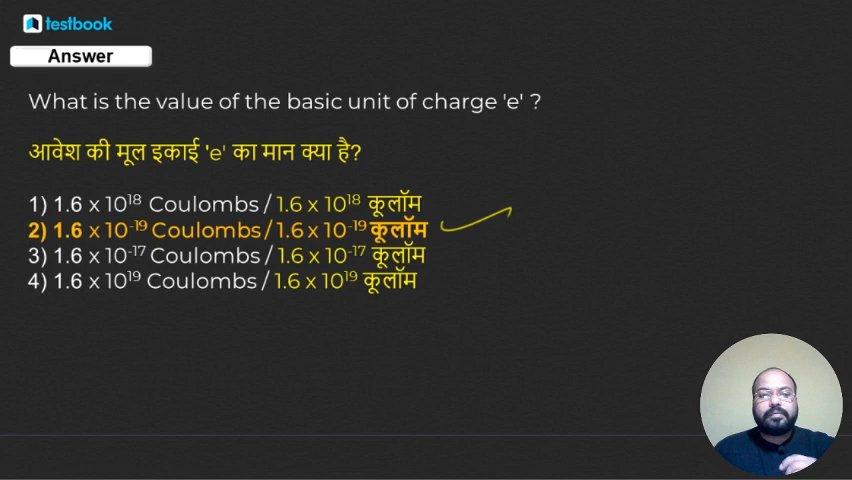 testbook
Answer
What is the value of the basic unit of charge 'e' ?
आवेश की मूल इकाई 'e' का मान क्या है?
1) 1.6 x 10¹⁸ Coulombs / 1.6 x 10¹⁸ कूलॉम
2) 1.6 x 10⁻¹⁹ Coulombs / 1.6 x 10⁻¹⁹ कूलॉम
3) 1.6 x 10⁻¹⁷ Coulombs / 1.6 x 10⁻¹⁷ कूलॉम
4) 1.6 x 10¹⁹ Coulombs / 1.6 x 10¹⁹ कूलॉम